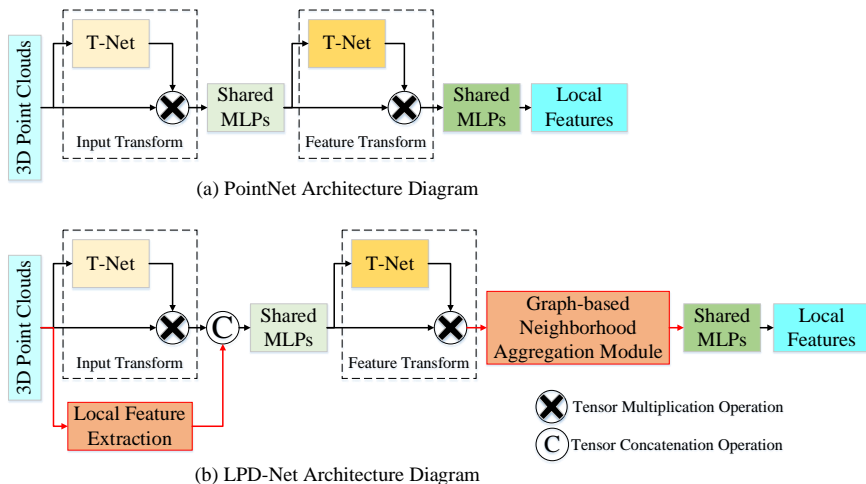 3D Point Clouds
T-Net
Input Transform
Shared
MLPs
T-Net
Feature Transform
Shared
MLPs
Local
Features
(a) PointNet Architecture Diagram
3D Point Clouds
T-Net
Input Transform
C
Shared
MLPs
T-Net
Feature Transform
Graph-based
Neighborhood
Aggregation Module
Shared
MLPs
Local
Features
Local Feature
Extraction
Tensor Multiplication Operation
C Tensor Concatenation Operation
(b) LPD-Net Architecture Diagram